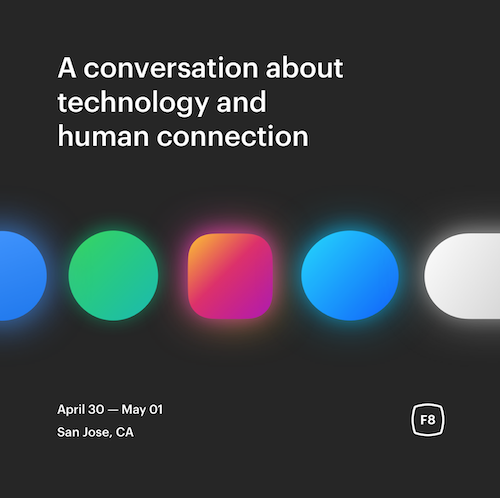 A conversation about
technology and
human connection
April 30 — May 01
San Jose, CA
F8